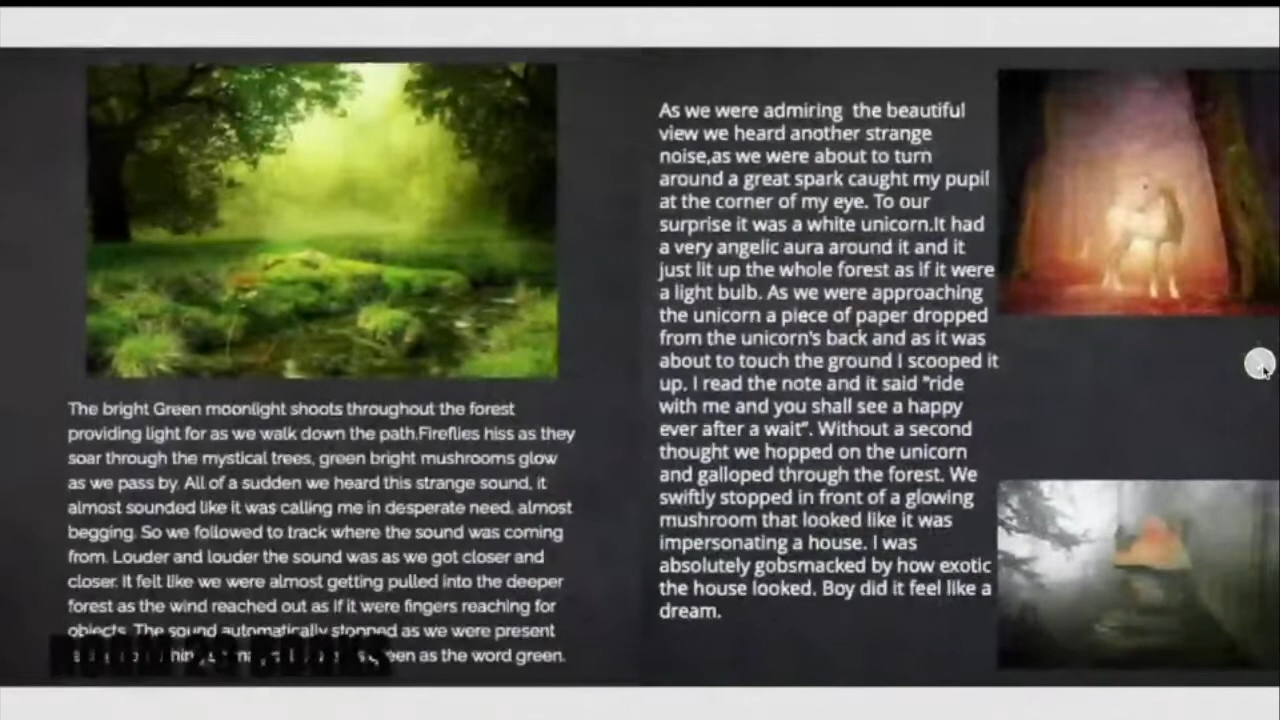 The bright Green moonlight shoots throughout the forest
providing light for as we walk down the path.Fireflies hiss as they
soar through the mystical trees, green bright mushrooms glow
as we pass by. All of a sudden we heard this strange sound, it
almost sounded like it was calling me in desperate need, almost
begging. So we followed to track where the sound was coming
from. Louder and louder the sound was as we got closer and
closer. It felt like we were almost getting pulled into the deeper
forest as the wind reached out as if it were fingers reaching for
objects. The sound automatically stopped as we were present
green as the word green.
As we were admiring the beautiful
view we heard another strange
noise,as we were about to turn
around a great spark caught my pupil
at the corner of my eye. To our
surprise it was a white unicorn.It had
a very angelic aura around it and it
just lit up the whole forest as if it were
a light bulb. As we were approaching
the unicorn a piece of paper dropped
from the unicorn's back and as it was
about to touch the ground I scooped it
up. I read the note and it said "ride
with me and you shall see a happy
ever after a wait". Without a second
thought we hopped on the unicorn
and galloped through the forest. We
swiftly stopped in front of a glowing
mushroom that looked like it was
impersonating a house. I was
absolutely gobsmacked by how exotic
the house looked. Boy did it feel like a
dream.